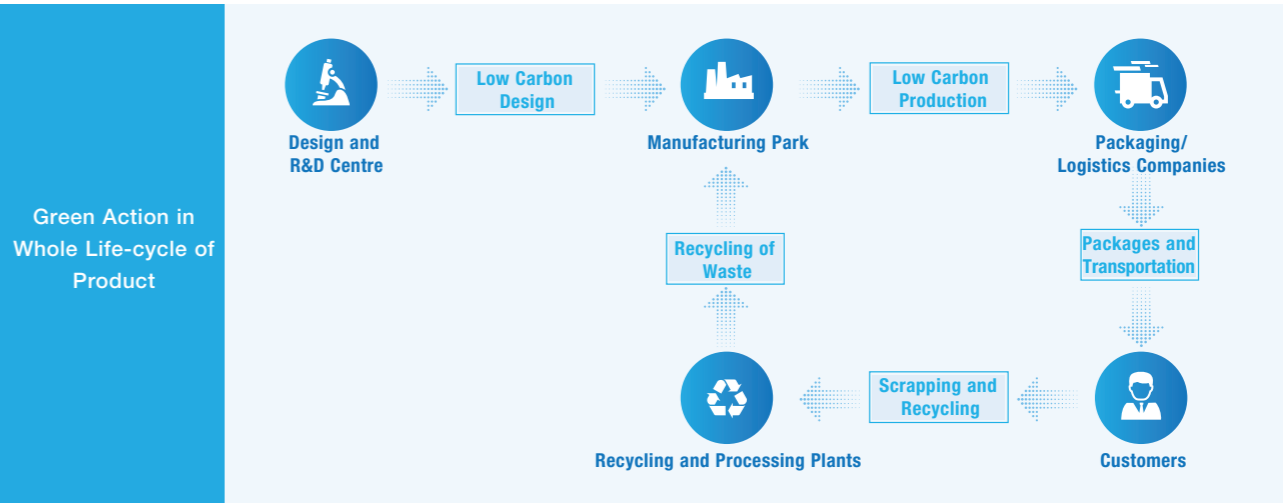 Green Action in
Whole Life-cycle of
Product
Design and
R&D Centre
Low Carbon
Design
Manufacturing Park
Low Carbon
Production
Packaging/
Logistics Companies
Packages and
Transportation
Customers
Scrapping and
Recycling
Recycling and Processing Plants
Recycling of
Waste